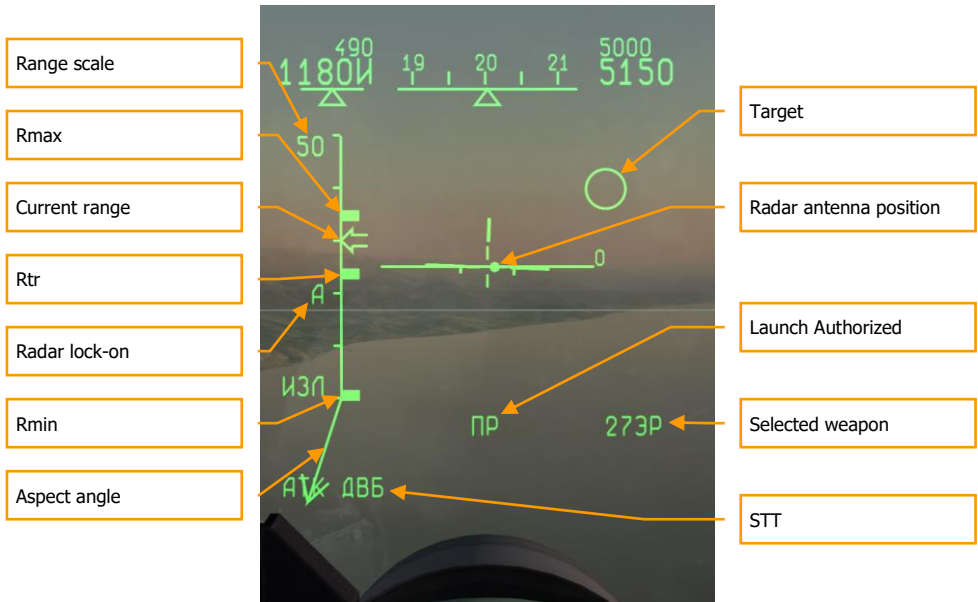 Range scale
Rmax
Current range
Rtr
Radar lock-on
Rmin
Aspect angle
490
1180И
19 20 21
5000
5150
50
0
А
ИЗЛ
ПР
27ЭР
АТК ДВБ
Target
Radar antenna position
Launch Authorized
Selected weapon
STT